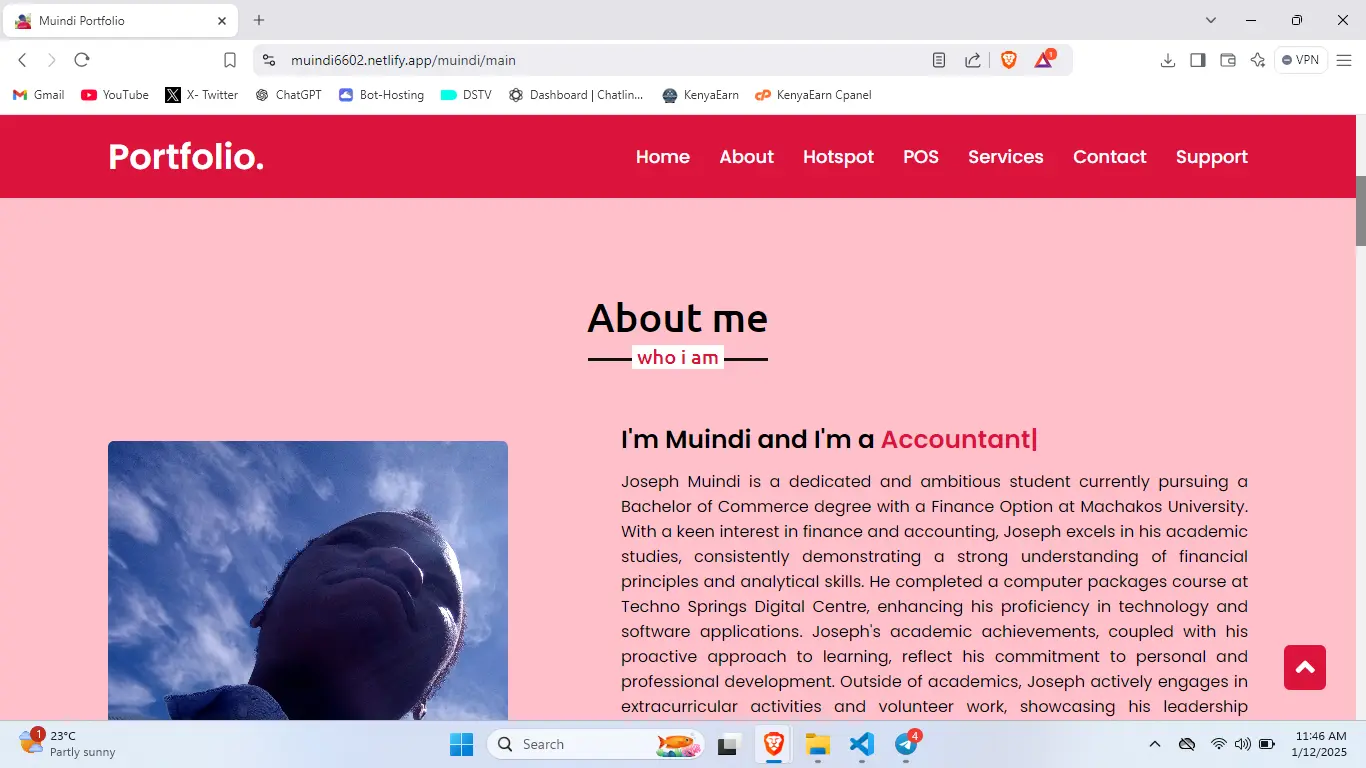 Muindi Portfolio
muindi6602.netlify.app/muindi/main
1
VPN
Gmail
YouTube
X- Twitter
ChatGPT
Bot-Hosting
DSTV
Dashboard | Chatlin...
KenyaEarn
KenyaEarn Cpanel
Portfolio.
Home
About
Hotspot
POS
Services
Contact
Support
About me
who i am
I'm Muindi and I'm a Accountant|
Joseph Muindi is a dedicated and ambitious student currently pursuing a
Bachelor of Commerce degree with a Finance Option at Machakos University.
With a keen interest in finance and accounting, Joseph excels in his academic
studies, consistently demonstrating a strong understanding of financial
principles and analytical skills. He completed a computer packages course at
Techno Springs Digital Centre, enhancing his proficiency in technology and
software applications. Joseph's academic achievements, coupled with his
proactive approach to learning, reflect his commitment to personal and
professional development. Outside of academics, Joseph actively engages in
extracurricular activities and volunteer work, showcasing his leadership
1
23°C
Partly sunny
Search
4
11:46 AM
1/12/2025